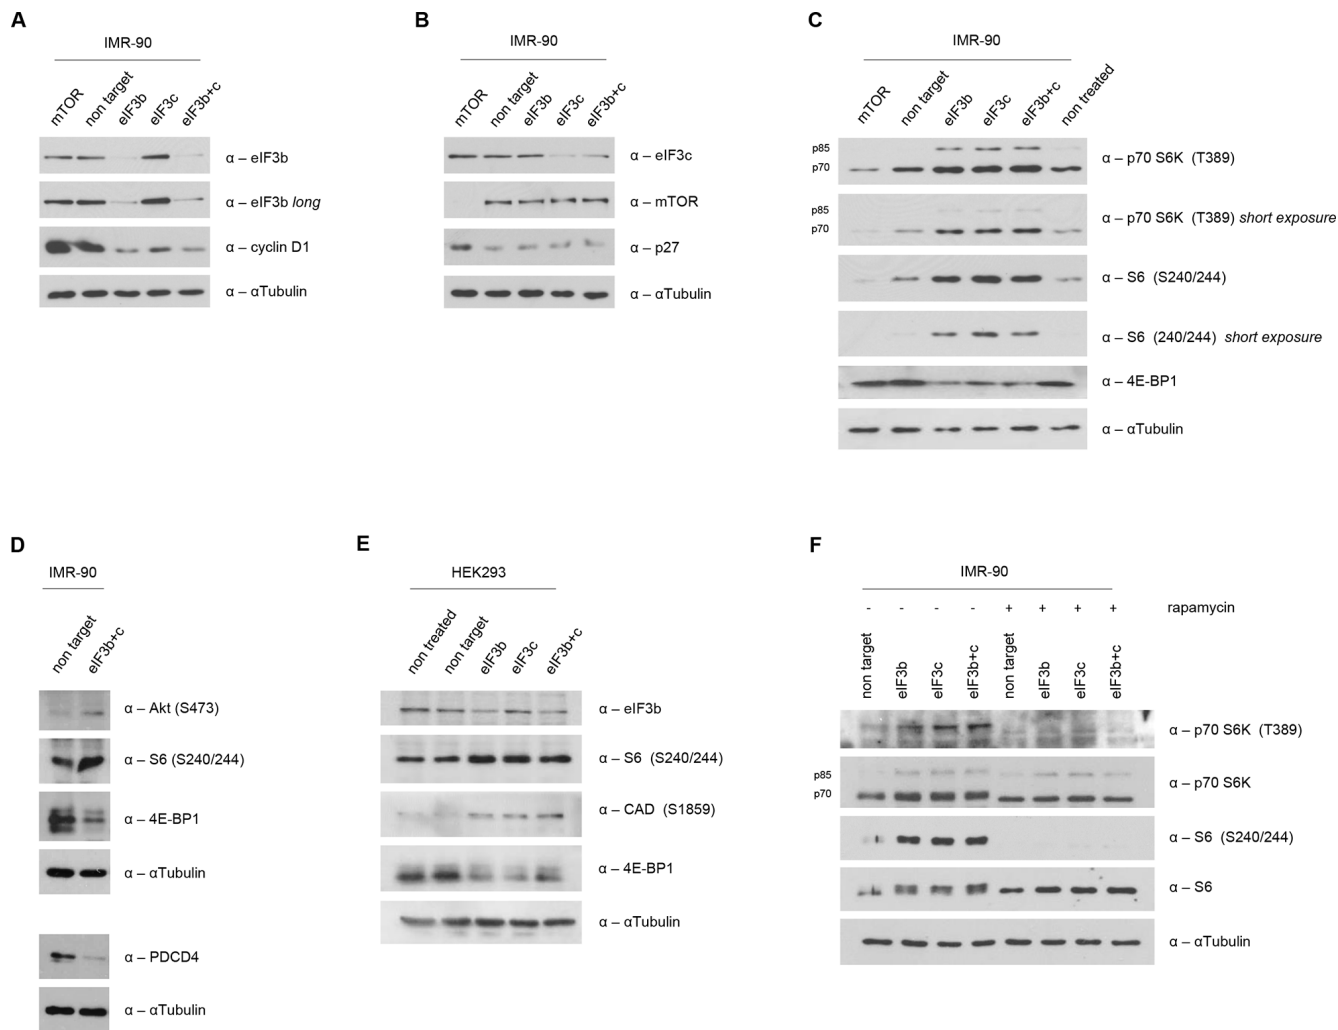 A
IMR-90
mTOR
non target
eIF3b
eIF3c
eIF3b+c
α – eIF3b
α – eIF3b long
α – cyclin D1
α – αTubulin
B
IMR-90
mTOR
non target
eIF3b
eIF3c
eIF3b+c
α – eIF3c
α – mTOR
α – p27
α – αTubulin
C
IMR-90
mTOR
non target
eIF3b
eIF3c
eIF3b+c
non treated
p85
p70
α – p70 S6K (T389)
p85
p70
α – p70 S6K (T389) short exposure
α – S6 (S240/244)
α – S6 (240/244) short exposure
α – 4E-BP1
α – αTubulin
D
IMR-90
non target
eIF3b+c
α – Akt (S473)
α – S6 (S240/244)
α – 4E-BP1
α – αTubulin
α – PDCD4
α – αTubulin
E
HEK293
non treated
non target
eIF3b
eIF3c
eIF3b+c
α – eIF3b
α – S6 (S240/244)
α – CAD (S1859)
α – 4E-BP1
α – αTubulin
F
IMR-90
- - - - + + + + rapamycin
non target
eIF3b
eIF3c
eIF3b+c
non target
eIF3b
eIF3c
eIF3b+c
α – p70 S6K (T389)
p85
p70
α – p70 S6K
α – S6 (S240/244)
α – S6
α – αTubulin